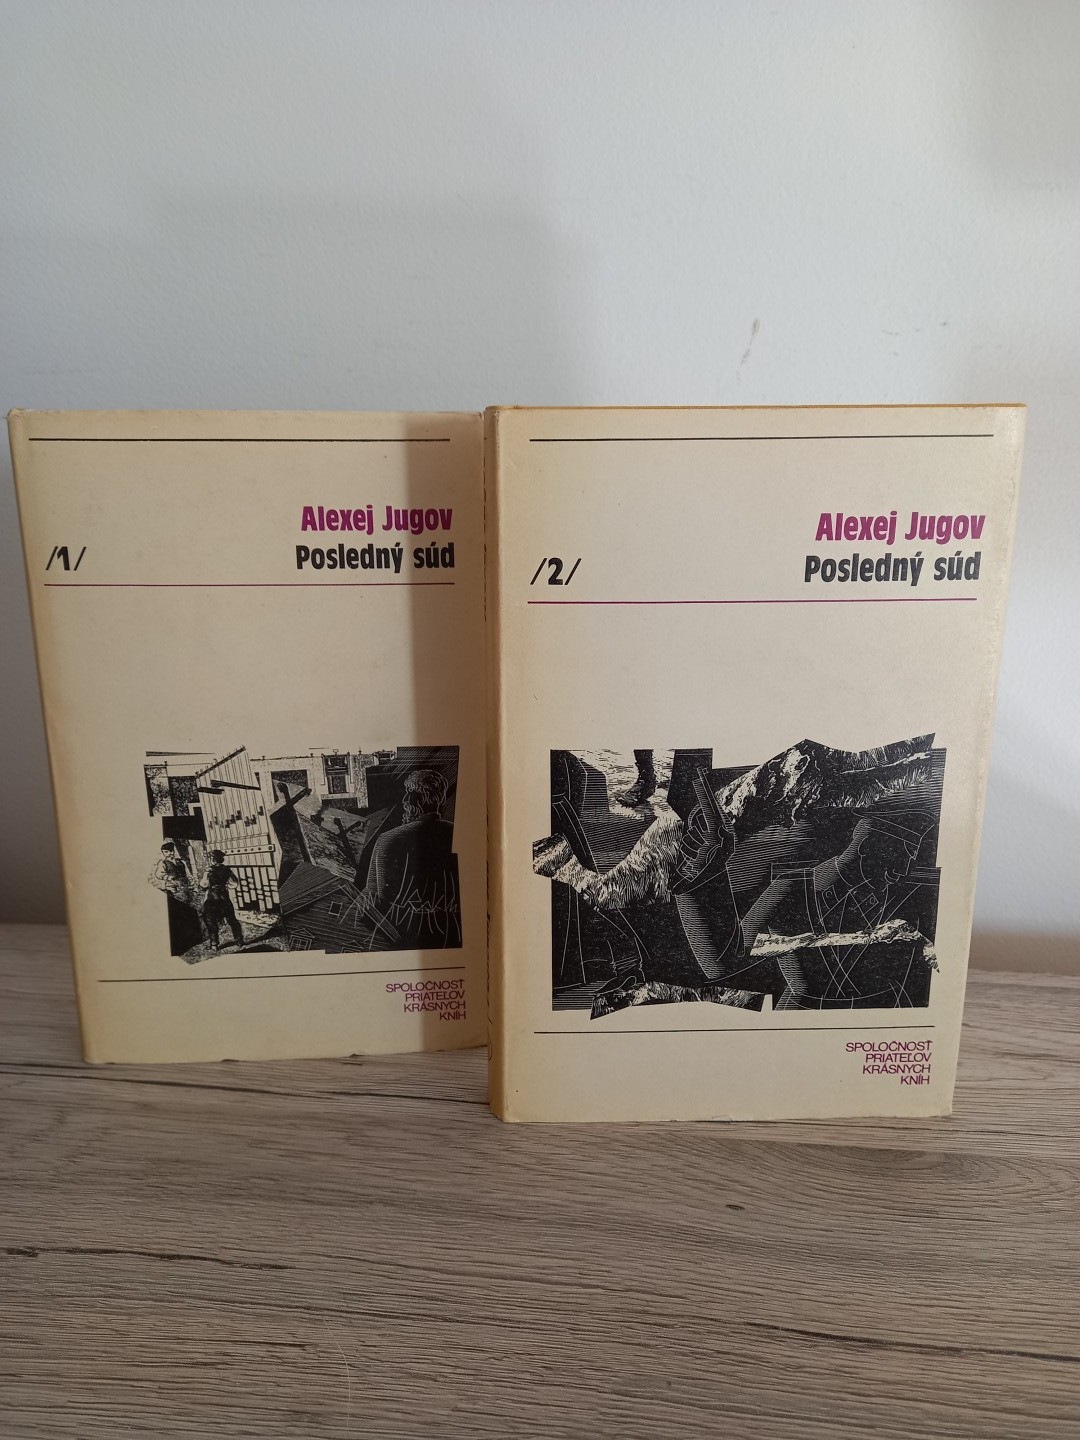 Alexej Jugov
/1/ Posledný súd
SPOLOČNOSŤ
PRIATEĽOV
KRÁSNYCH
KNÍH
Alexej Jugov
/2/ Posledný súd
SPOLOČNOSŤ
PRIATEĽOV
KRÁSNYCH
KNÍH